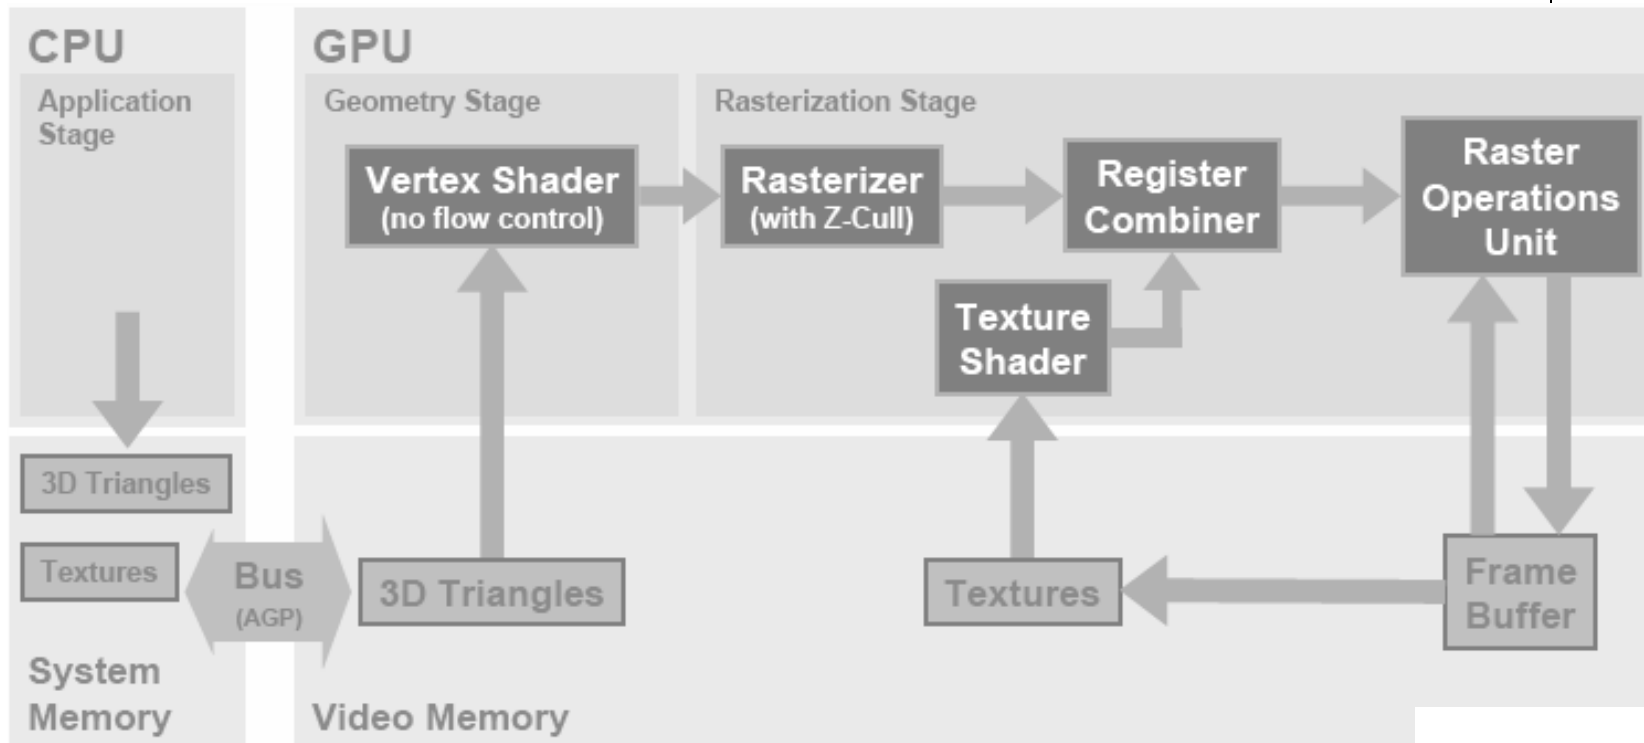 CPU
Application
Stage
3D Triangles
Textures
System
Memory
Bus
(AGP)
GPU
Geometry Stage
Vertex Shader
(no flow control)
Rasterization Stage
Rasterizer
(with Z-Cull)
Register
Combiner
Raster
Operations
Unit
Texture
Shader
3D Triangles
Textures
Frame
Buffer
Video Memory